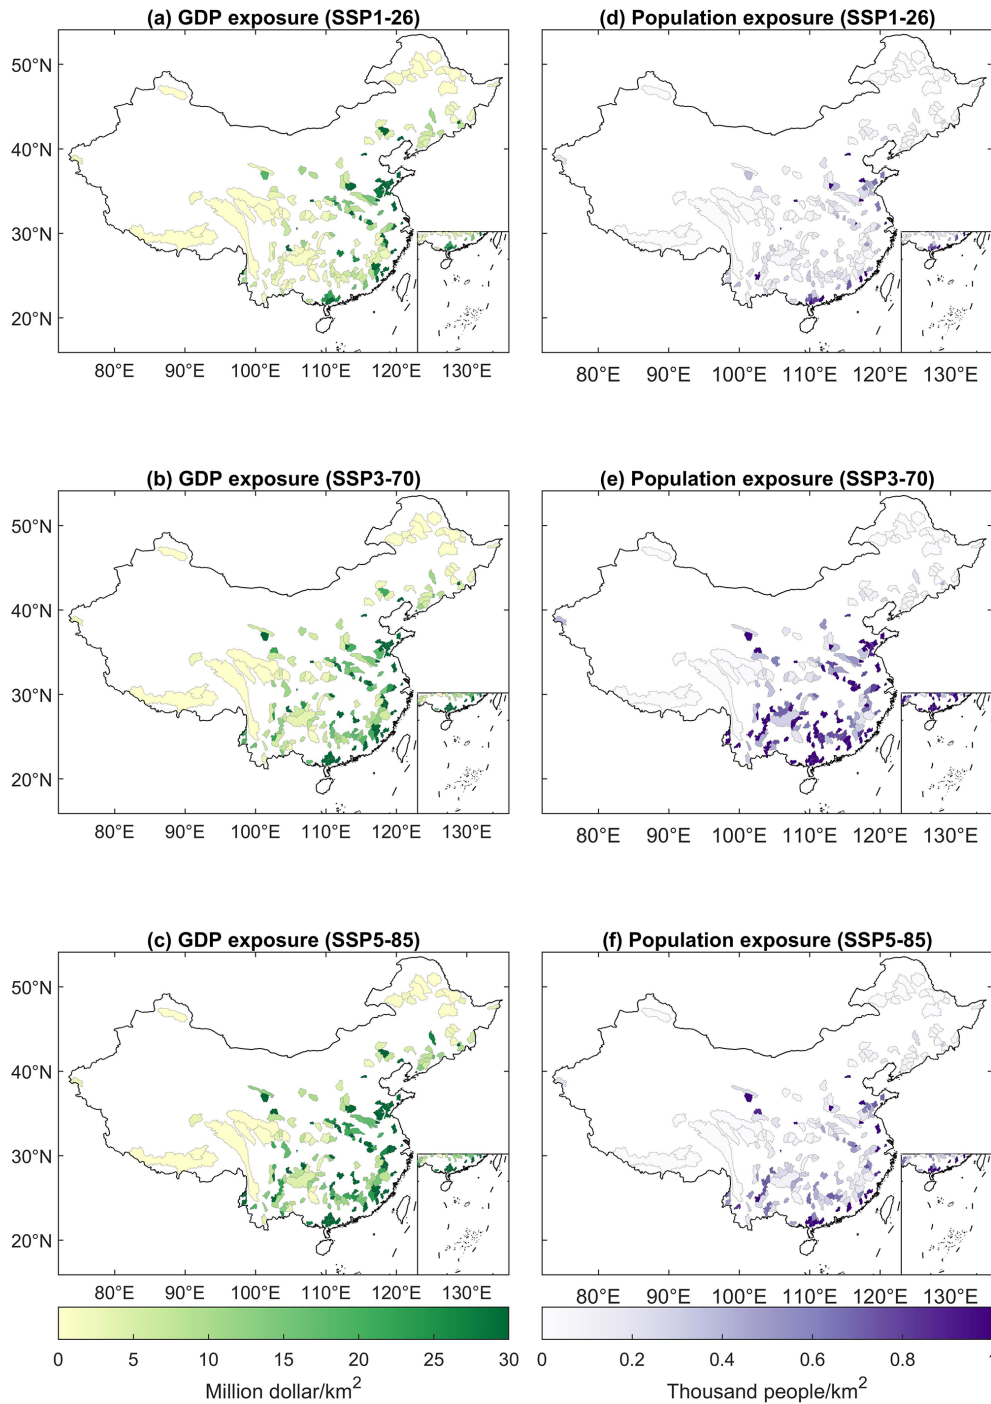 (a) GDP exposure (SSP1-26)
50°N
40°N
30°N
20°N
80°E 90°E 100°E 110°E 120°E 130°E
(d) Population exposure (SSP1-26)
80°E 90°E 100°E 110°E 120°E 130°E
(b) GDP exposure (SSP3-70)
50°N
40°N
30°N
20°N
80°E 90°E 100°E 110°E 120°E 130°E
(e) Population exposure (SSP3-70)
80°E 90°E 100°E 110°E 120°E 130°E
(c) GDP exposure (SSP5-85)
50°N
40°N
30°N
20°N
80°E 90°E 100°E 110°E 120°E 130°E
(f) Population exposure (SSP5-85)
80°E 90°E 100°E 110°E 120°E 130°E
0 5 10 15 20 25 30
Million dollar/km²
0 0.2 0.4 0.6 0.8
Thousand people/km²